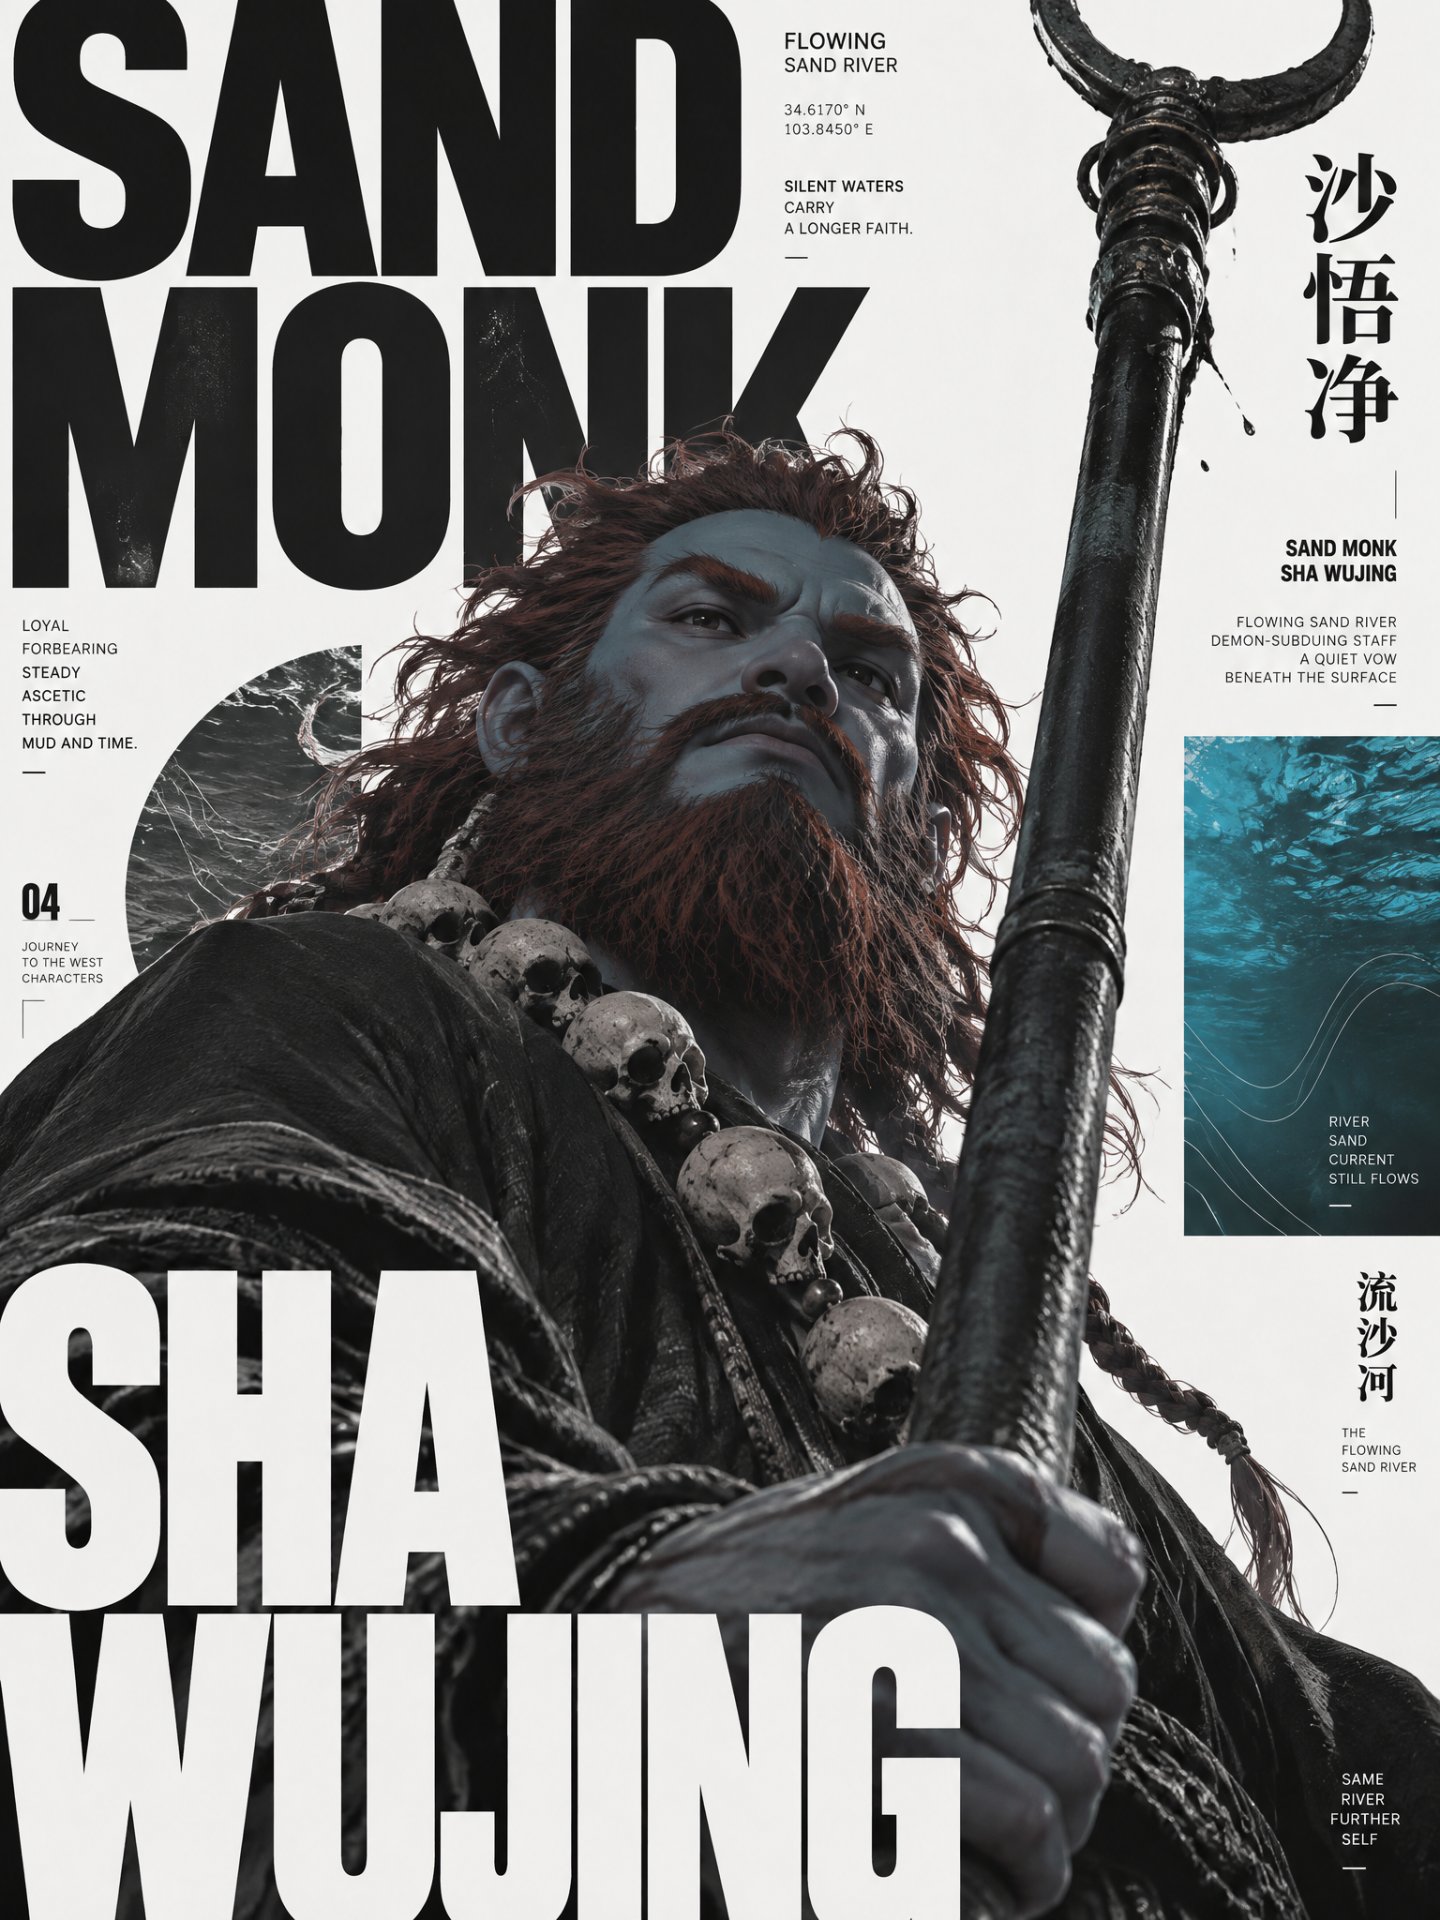 SAND
MONK
FLOWING
SAND RIVER
34.6170° N
103.8450° E
SILENT WATERS
CARRY
A LONGER FAITH.
沙悟净
SAND MONK
SHA WUJING
FLOWING SAND RIVER
DEMON-SUBDUING STAFF
A QUIET VOW
BENEATH THE SURFACE
LOYAL
FORBEARING
STEADY
ASCETIC
THROUGH
MUD AND TIME.
04
JOURNEY
TO THE WEST
CHARACTERS
RIVER
SAND
CURRENT
STILL FLOWS
流沙河
THE
FLOWING
SAND RIVER
SHA
WUJING
SAME
RIVER
FURTHER
SELF